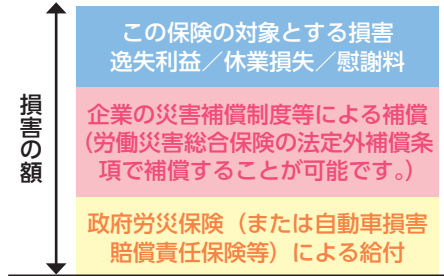 損害の額
この保険の対象とする損害
逸失利益／休業損失／慰謝料
企業の災害補償制度等による補償
（労働災害総合保険の法定外補償条
項で補償することが可能です。）
政府労災保険（または自動車損害
賠償責任保険等）による給付